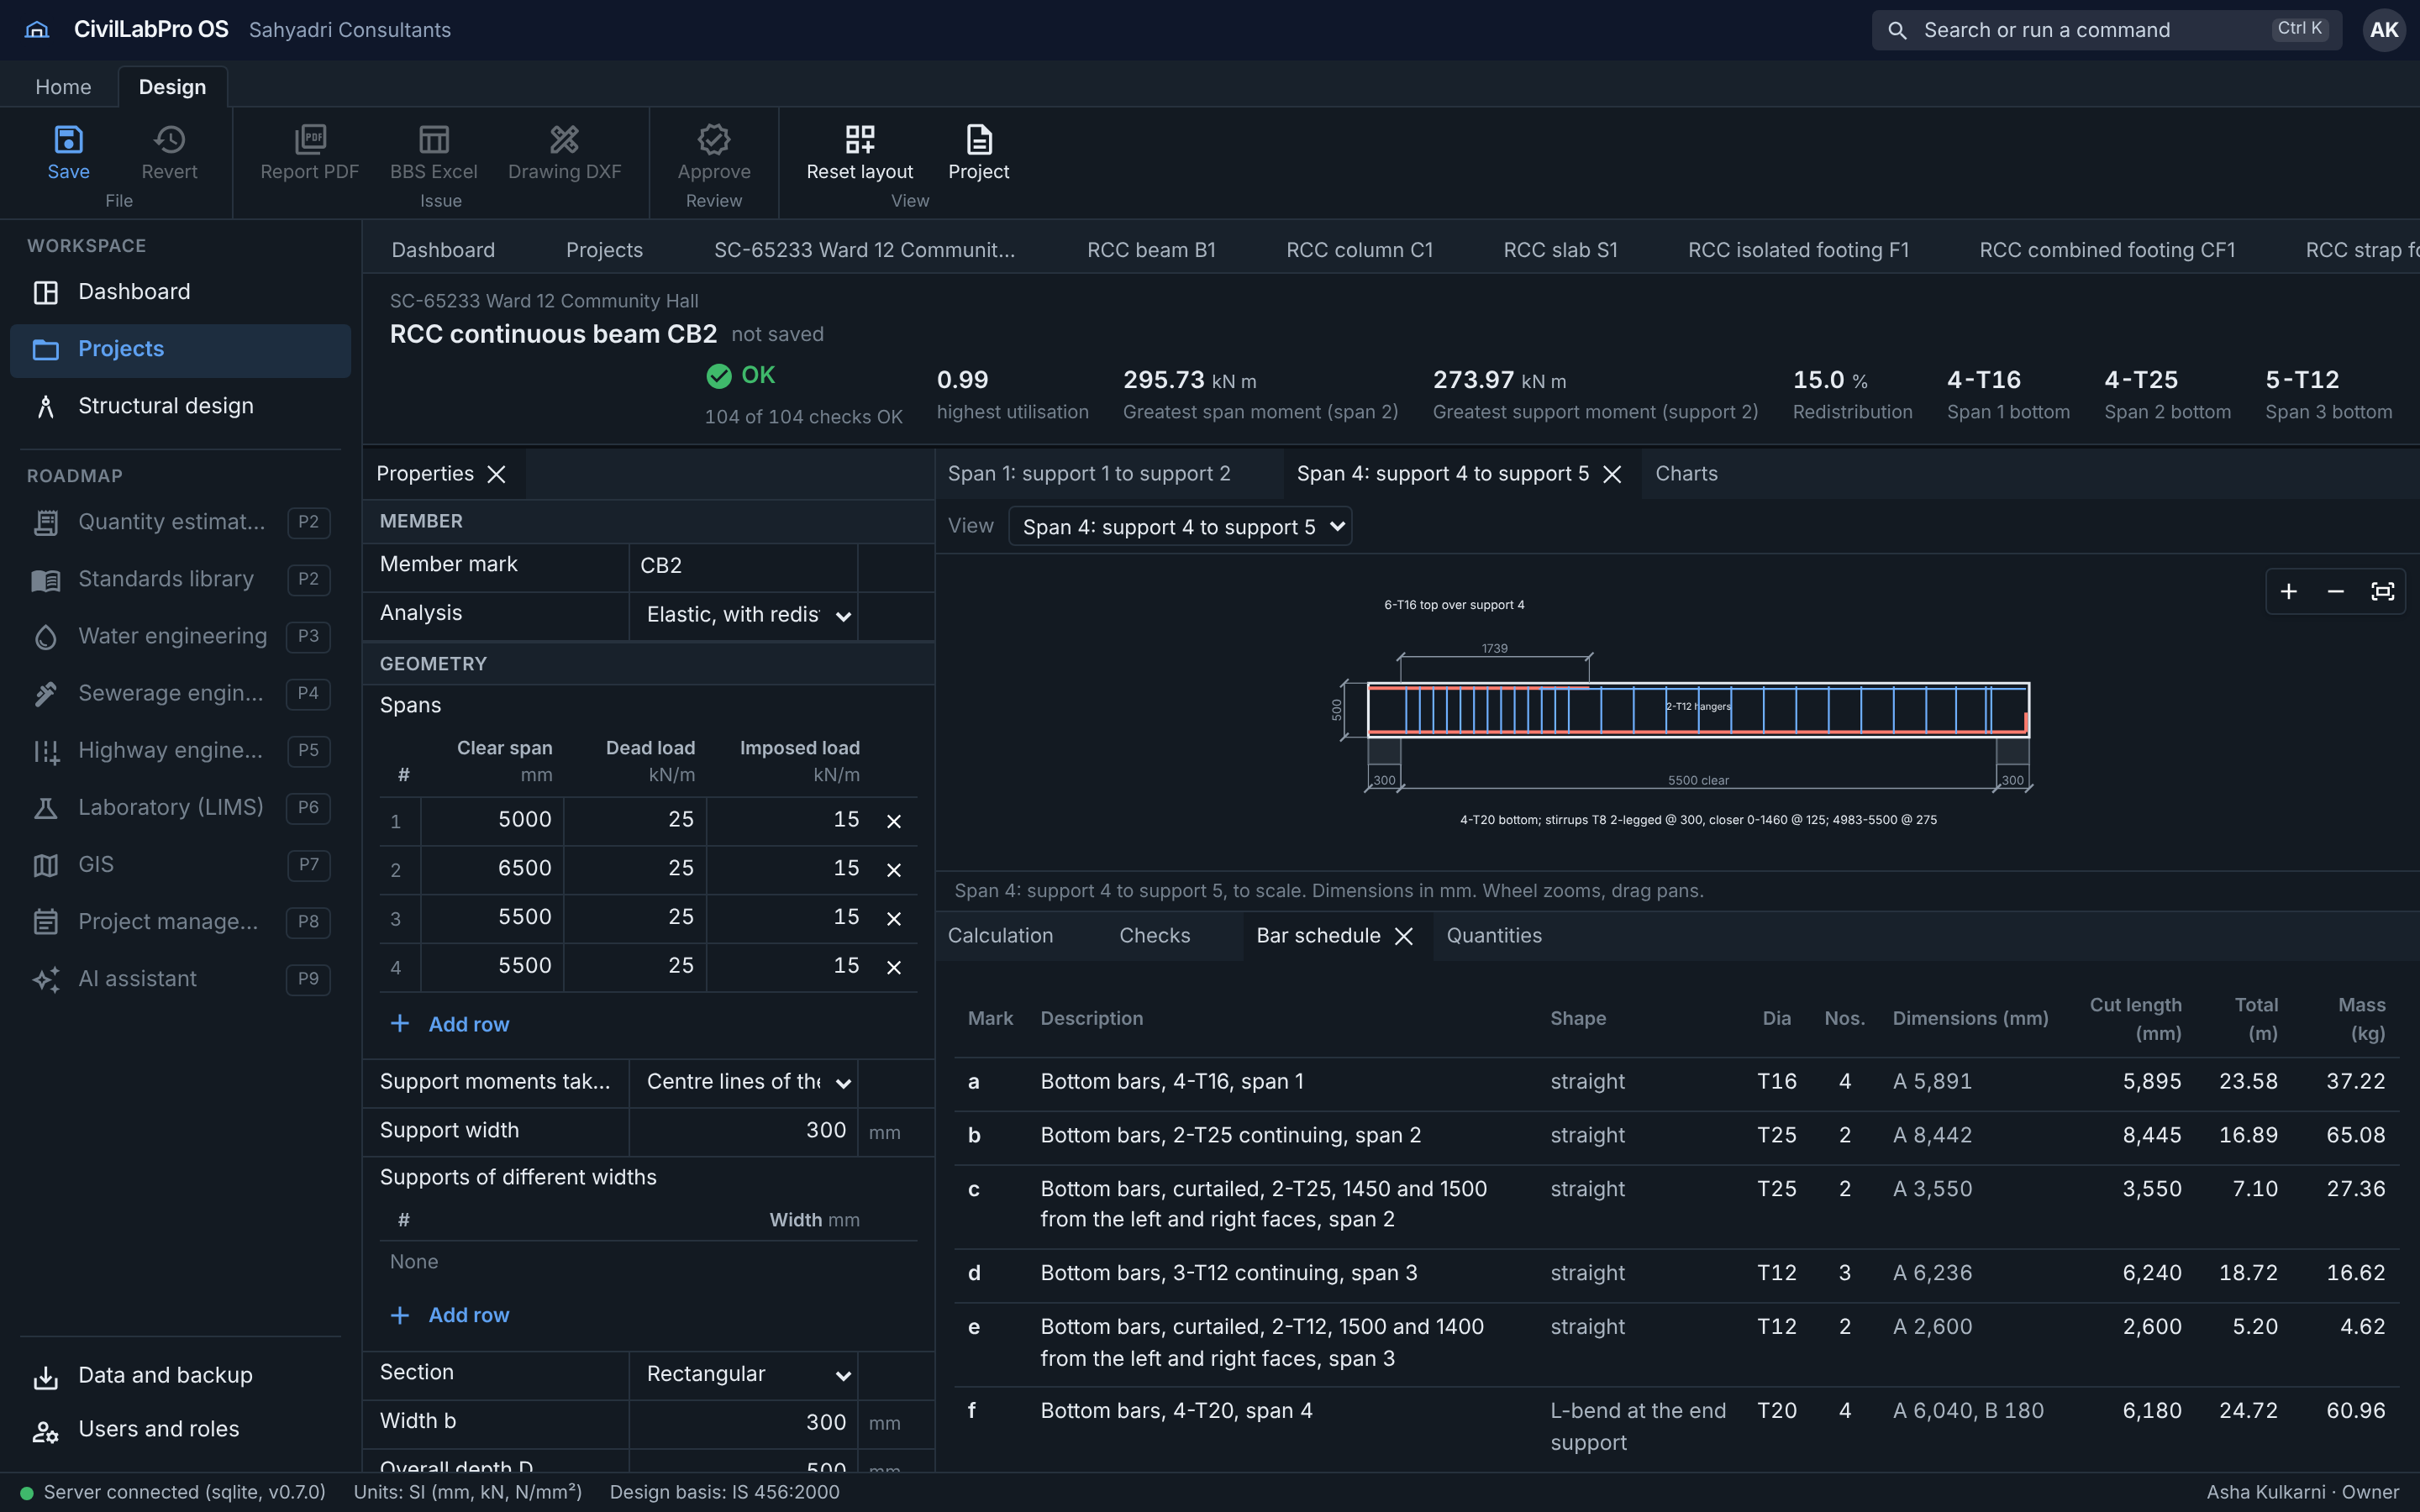 CivilLabPro OS Sahyadri Consultants Search or run a command Ctrl K AK
Home Design
Save Revert Report PDF BBS Excel Drawing DXF Approve Reset layout Project
File Issue Review View
WORKSPACE
Dashboard
Projects
Structural design
ROADMAP
Quantity estimat... P2
Standards library P2
Water engineering P3
Sewerage engin... P4
Highway engine... P5
Laboratory (LIMS) P6
GIS P7
Project manage... P8
AI assistant P9
Data and backup
Users and roles
Dashboard Projects SC-65233 Ward 12 Communit... RCC beam B1 RCC column C1 RCC slab S1 RCC isolated footing F1 RCC combined footing CF1 RCC strap fo
SC-65233 Ward 12 Community Hall
RCC continuous beam CB2 not saved
OK
104 of 104 checks OK
0.99
highest utilisation
295.73 kN m
Greatest span moment (span 2)
273.97 kN m
Greatest support moment (support 2)
15.0 %
Redistribution
4-T16
Span 1 bottom
4-T25
Span 2 bottom
5-T12
Span 3 bottom
Properties
MEMBER
Member mark CB2
Analysis Elastic, with redis
GEOMETRY
Spans
# Clear span mm Dead load kN/m Imposed load kN/m
1 5000 25 15
2 6500 25 15
3 5500 25 15
4 5500 25 15
Add row
Support moments tak... Centre lines of the
Support width 300 mm
Supports of different widths
# Width mm
None
Add row
Section Rectangular
Width b 300 mm
Overall depth D 500 mm
Span 1: support 1 to support 2 Span 4: support 4 to support 5 Charts
View Span 4: support 4 to support 5
6-T16 top over support 4
1739
500
2-T12 hangers
300 5500 clear 300
4-T20 bottom; stirrups T8 2-legged @ 300, closer 0-1460 @ 125; 4983-5500 @ 275
Span 4: support 4 to support 5, to scale. Dimensions in mm. Wheel zooms, drag pans.
Calculation Checks Bar schedule Quantities
Mark Description Shape Dia Nos. Dimensions (mm) Cut length (mm) Total (m) Mass (kg)
a Bottom bars, 4-T16, span 1 straight T16 4 A 5,891 5,895 23.58 37.22
b Bottom bars, 2-T25 continuing, span 2 straight T25 2 A 8,442 8,445 16.89 65.08
c Bottom bars, curtailed, 2-T25, 1450 and 1500 straight T25 2 A 3,550 3,550 7.10 27.36
from the left and right faces, span 2
d Bottom bars, 3-T12 continuing, span 3 straight T12 3 A 6,236 6,240 18.72 16.62
e Bottom bars, curtailed, 2-T12, 1500 and 1400 straight T12 2 A 2,600 2,600 5.20 4.62
from the left and right faces, span 3
f Bottom bars, 4-T20, span 4 L-bend at the end T20 4 A 6,040, B 180 6,180 24.72 60.96
support
Server connected (sqlite, v0.7.0) Units: SI (mm, kN, N/mm²) Design basis: IS 456:2000 Asha Kulkarni · Owner